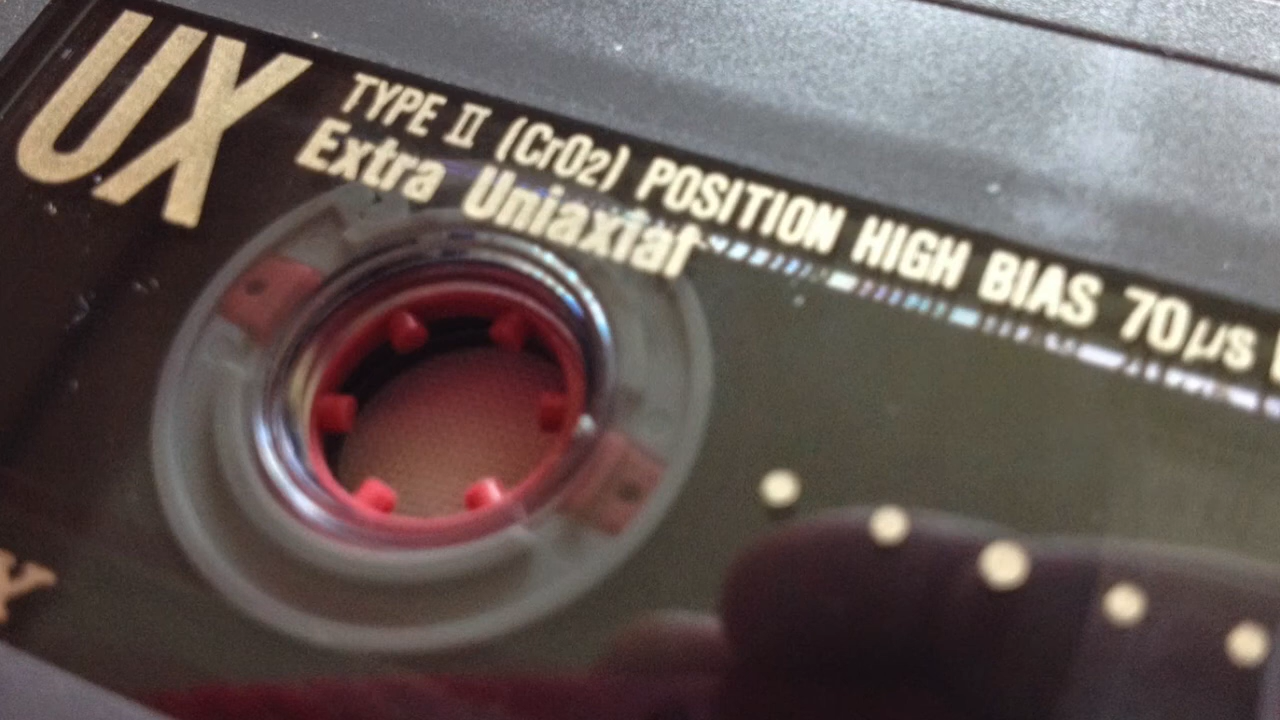 UX
TYPE II (CrO2) POSITION HIGH BIAS 70μs
Extra Uniaxial